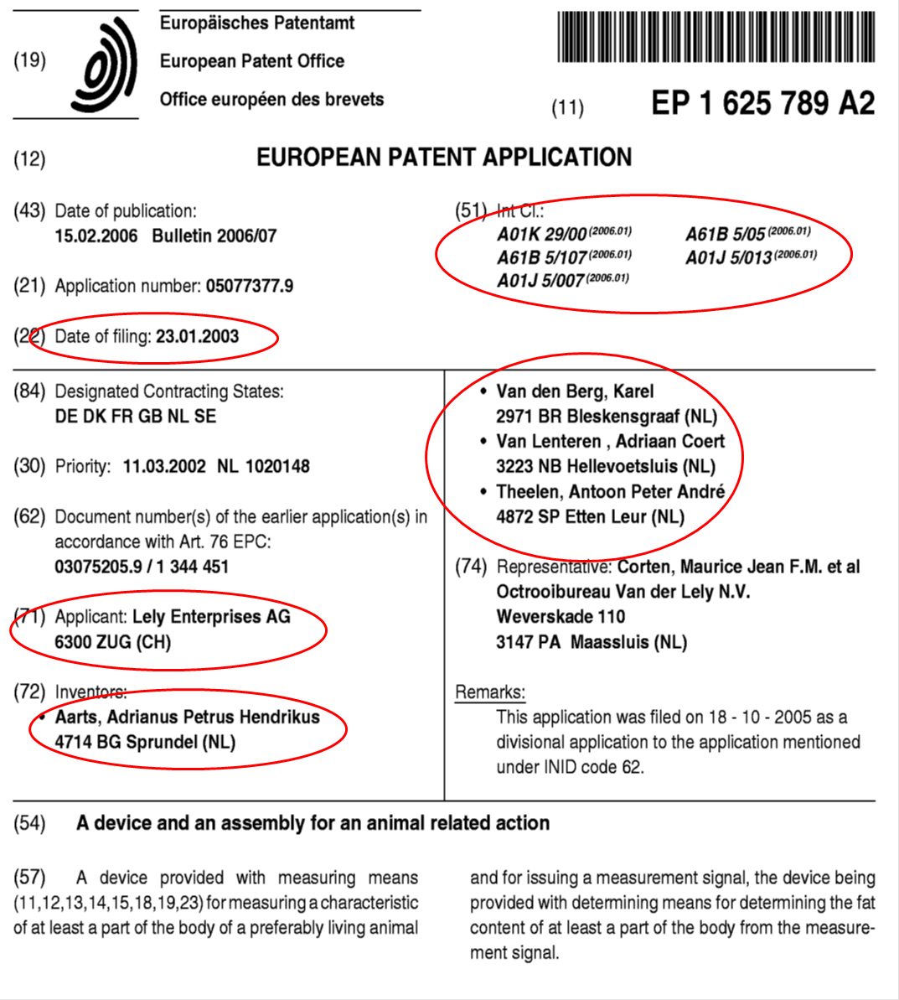 (19)
Europäisches Patentamt
European Patent Office
Office européen des brevets
(11) EP 1 625 789 A2
(12) EUROPEAN PATENT APPLICATION
(43) Date of publication:
15.02.2006 Bulletin 2006/07
(21) Application number: 05077377.9
(22) Date of filing: 23.01.2003
(51) Int Cl.:
A01K 29/00 (2006.01) A61B 5/05 (2006.01)
A61B 5/107 (2006.01) A01J 5/013 (2006.01)
A01J 5/007 (2006.01)
(84) Designated Contracting States:
DE DK FR GB NL SE
(30) Priority: 11.03.2002 NL 1020148
(62) Document number(s) of the earlier application(s) in
accordance with Art. 76 EPC:
03075205.9 / 1 344 451
(71) Applicant: Lely Enterprises AG
6300 ZUG (CH)
(72) Inventors:
• Aarts, Adrianus Petrus Hendrikus
4714 BG Sprundel (NL)
• Van den Berg, Karel
2971 BR Bleskensgraaf (NL)
• Van Lenteren , Adriaan Coert
3223 NB Hellevoetsluis (NL)
• Theelen, Antoon Peter André
4872 SP Etten Leur (NL)
(74) Representative: Corten, Maurice Jean F.M. et al
Octrooibureau Van der Lely N.V.
Weverskade 110
3147 PA Maassluis (NL)
Remarks:
This application was filed on 18 - 10 - 2005 as a
divisional application to the application mentioned
under INID code 62.
(54) A device and an assembly for an animal related action
(57) A device provided with measuring means
(11,12,13,14,15,18,19,23) for measuring a characteristic
of at least a part of the body of a preferably living animal
and for issuing a measurement signal, the device being
provided with determining means for determining the fat
content of at least a part of the body from the measure-
ment signal.